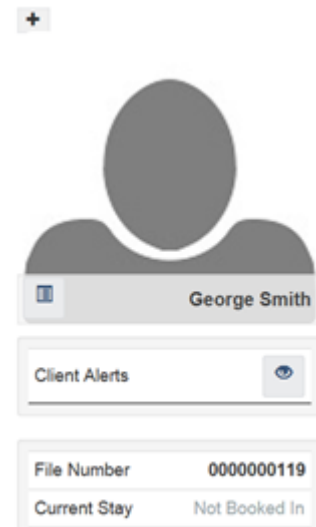 George Smith
Client Alerts
File Number 0000000119
Current Stay Not Booked In